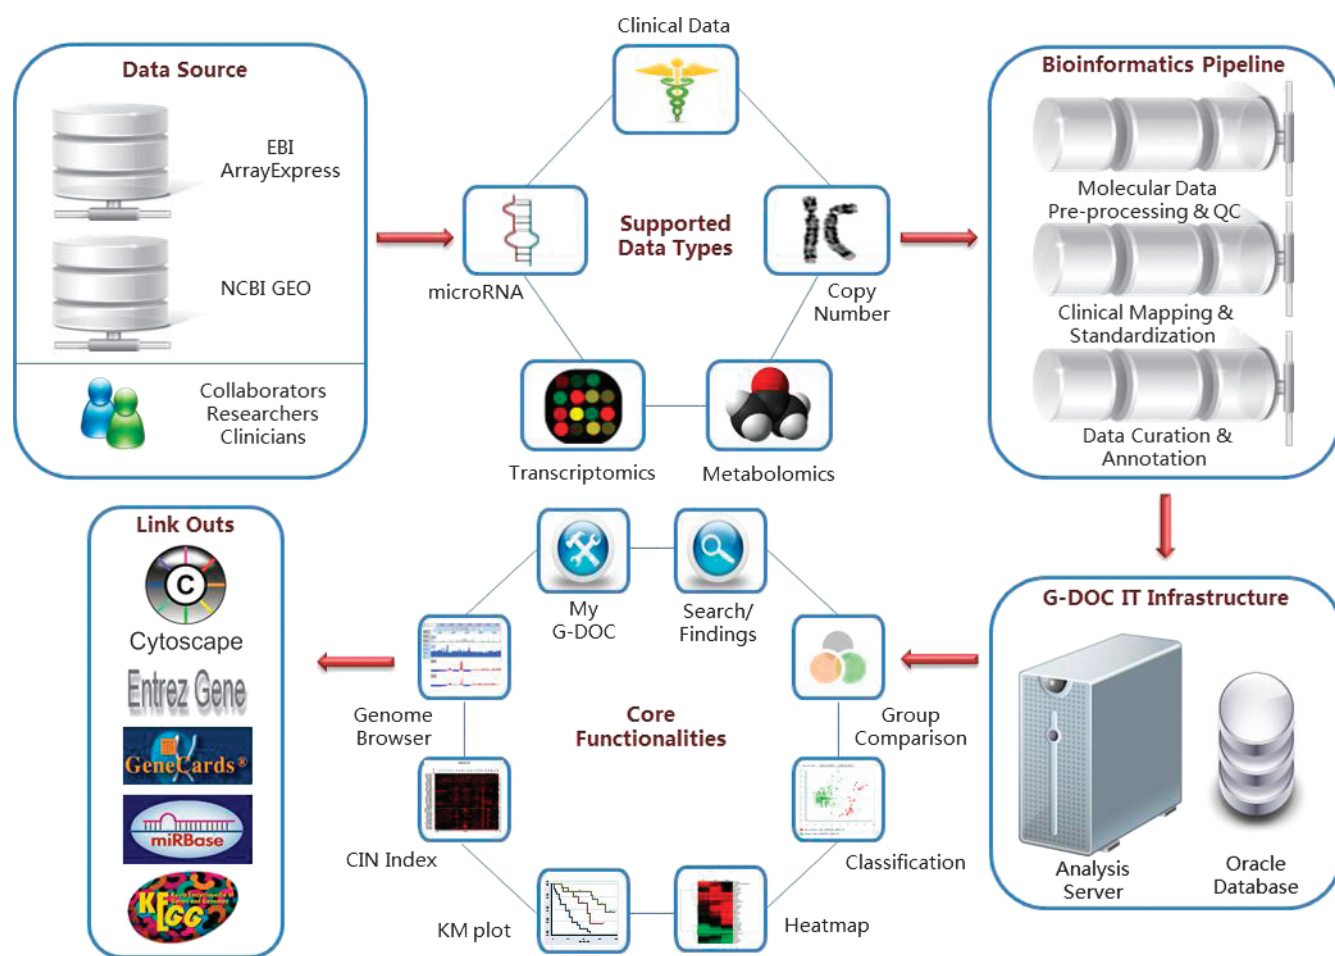 Data Source
EBI
ArrayExpress
NCBI GEO
Collaborators
Researchers
Clinicians
Clinical Data
microRNA
Supported
Data Types
Copy
Number
Transcriptomics
Metabolomics
Bioinformatics Pipeline
Molecular Data
Pre-processing & QC
Clinical Mapping &
Standardization
Data Curation &
Annotation
Link Outs
C
Cytoscape
Entrez Gene
GeneCards®
miRBase
KEGG
My
G-DOC
Search/
Findings
Genome
Browser
Core
Functionalities
Group
Comparison
CIN Index
Classification
KM plot
Heatmap
G-DOC IT Infrastructure
Analysis
Server
Oracle
Database